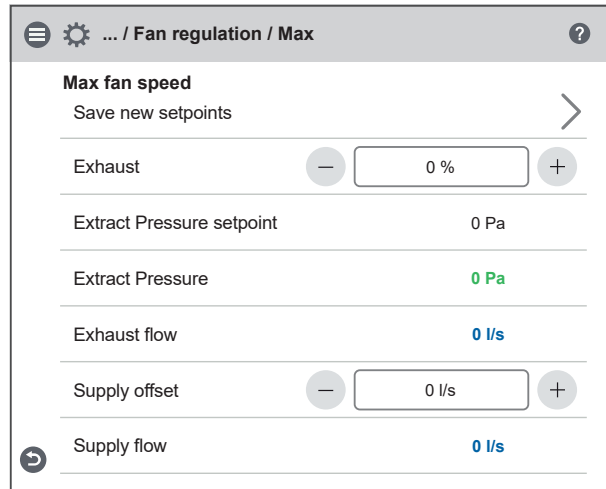 ... / Fan regulation / Max ?
Max fan speed
Save new setpoints
Exhaust − 0 % +
Extract Pressure setpoint 0 Pa
Extract Pressure 0 Pa
Exhaust flow 0 l/s
Supply offset − 0 l/s +
Supply flow 0 l/s